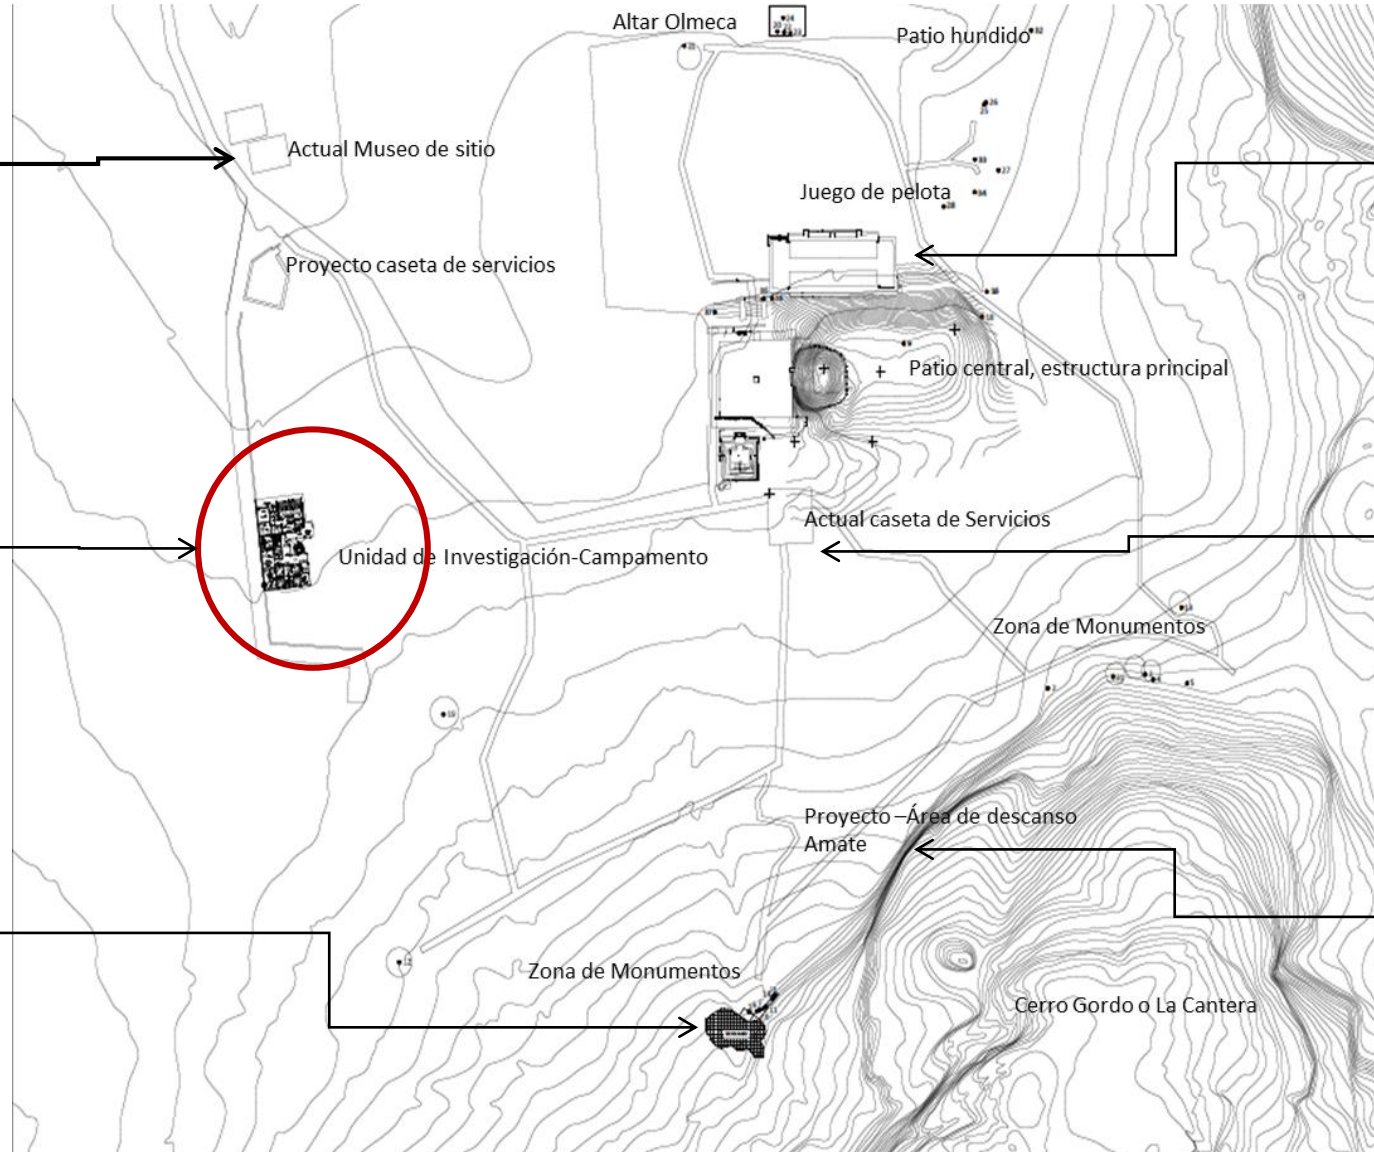 Altar Olmeca
Patio hundido
Actual Museo de sitio
Juego de pelota
Proyecto caseta de servicios
Patio central, estructura principal
Actual caseta de Servicios
Unidad de Investigación-Campamento
Zona de Monumentos
Proyecto –Área de descanso
Amate
Zona de Monumentos
Cerro Gordo o La Cantera